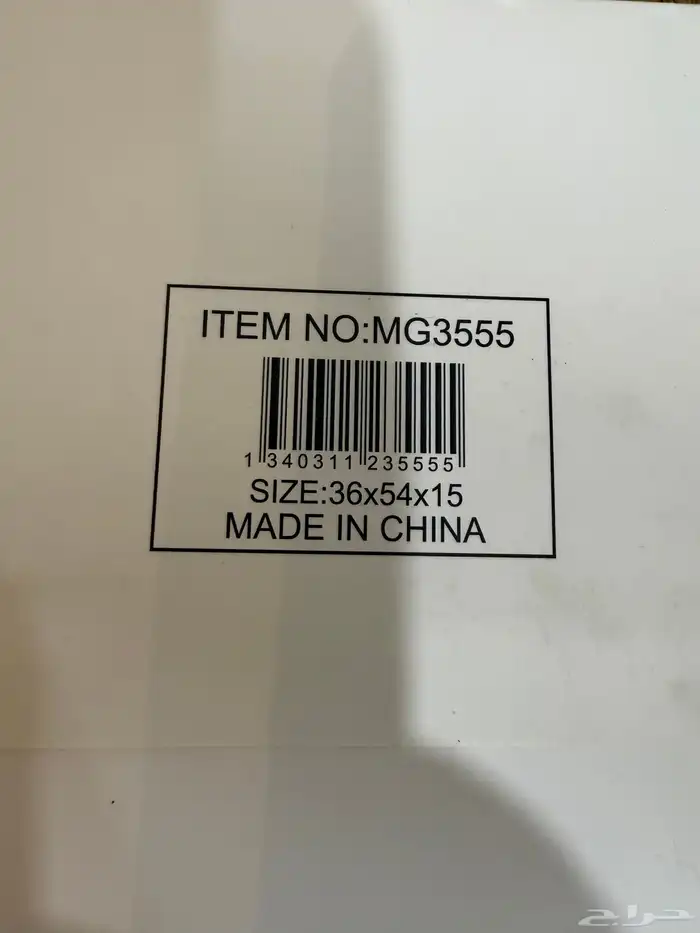 ITEM NO:MG3555
1 340311 235555
SIZE:36x54x15
MADE IN CHINA
حراج